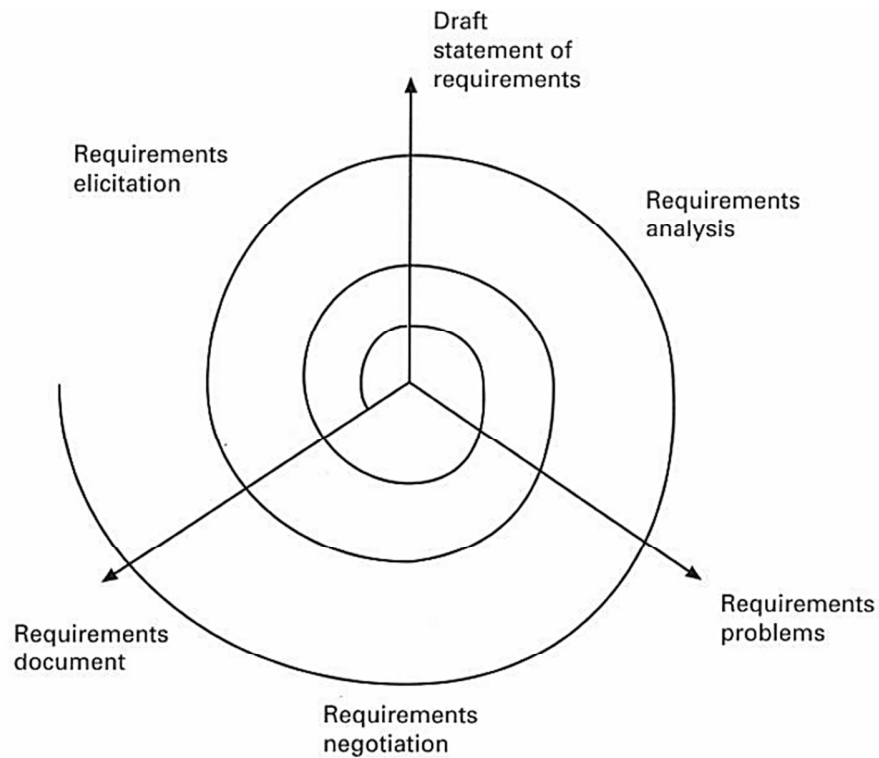 Draft
statement of
requirements
Requirements
elicitation
Requirements
analysis
Requirements
problems
Requirements
document
Requirements
negotiation